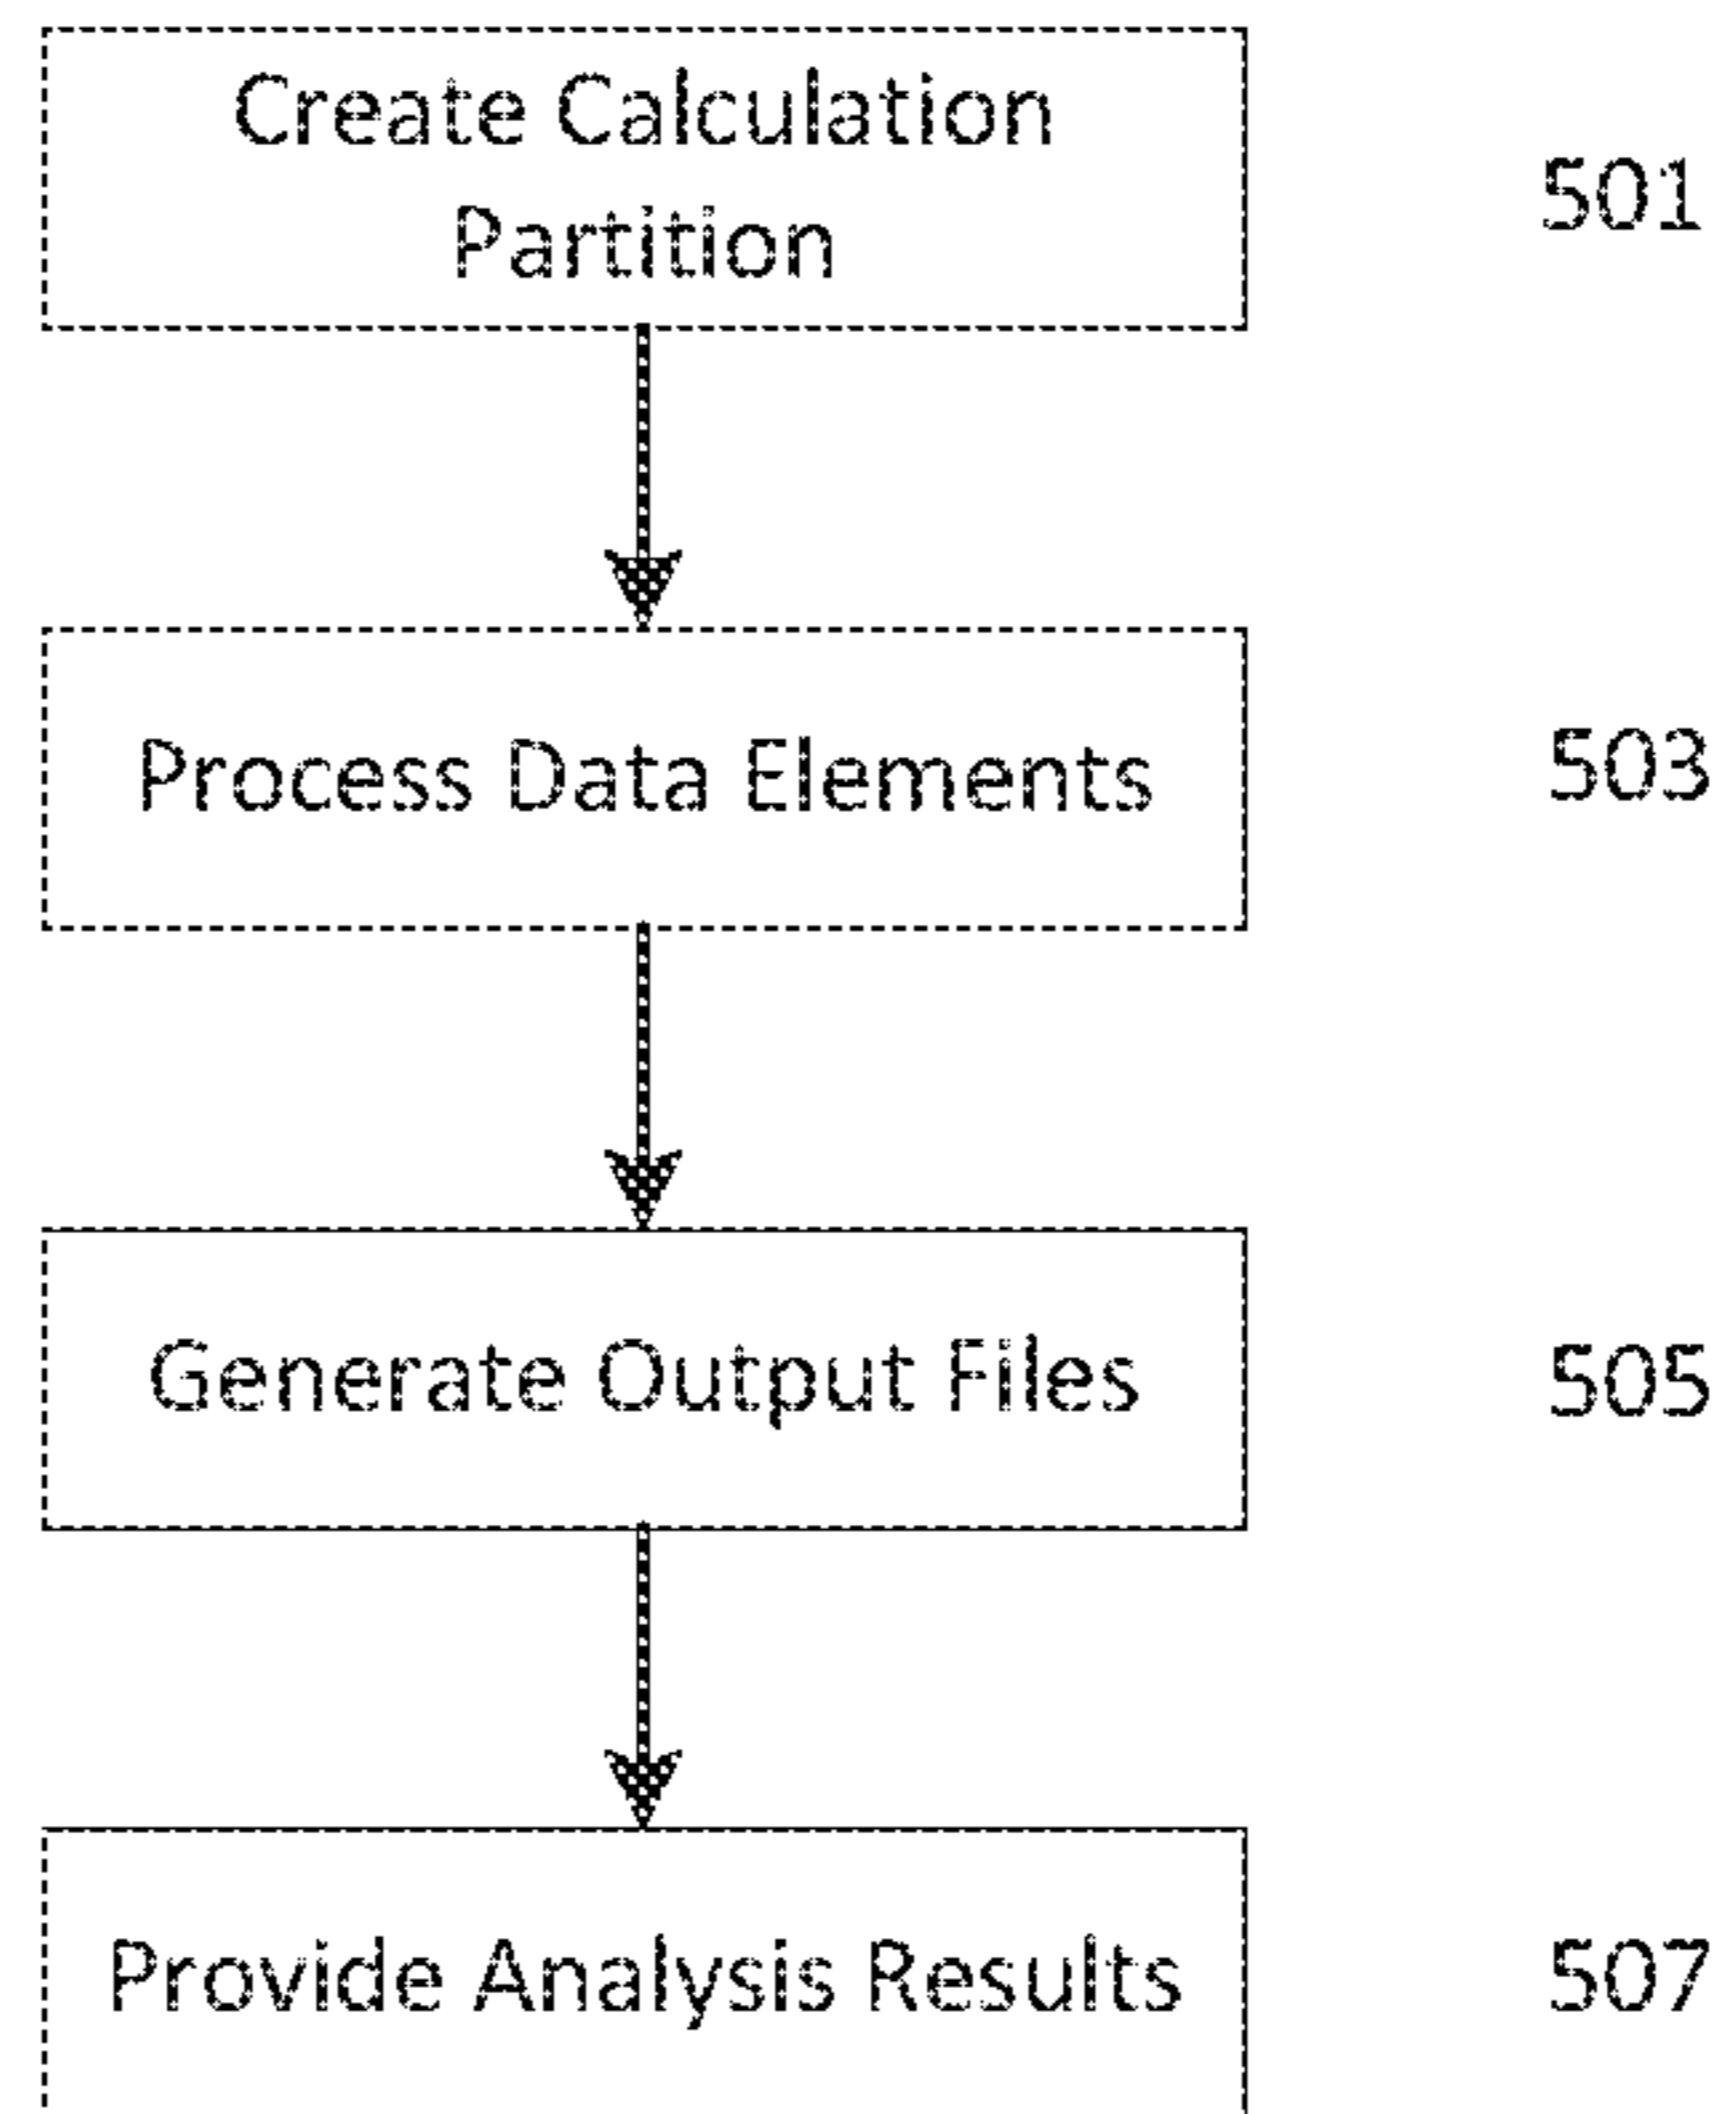 Create Calculation
Partition
501
Process Data Elements
503
Generate Output Files
505
Provide Analysis Results
507